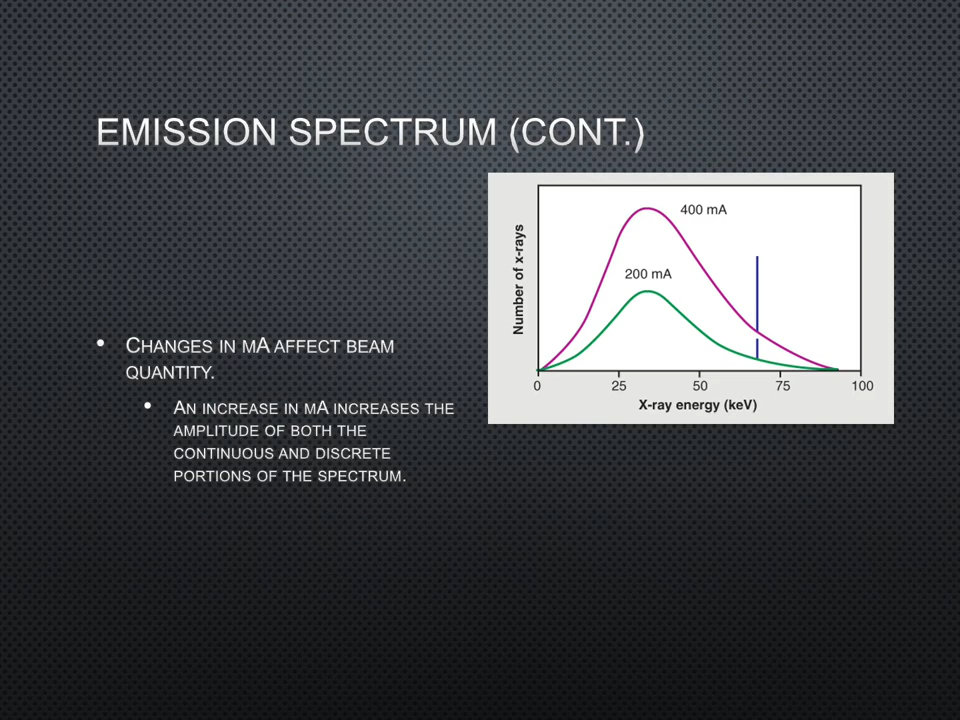 EMISSION SPECTRUM (CONT.)
• CHANGES IN MA AFFECT BEAM
QUANTITY.
• AN INCREASE IN MA INCREASES THE
AMPLITUDE OF BOTH THE
CONTINUOUS AND DISCRETE
PORTIONS OF THE SPECTRUM.
Number of x-rays
400 mA
200 mA
0 25 50 75 100
X-ray energy (keV)